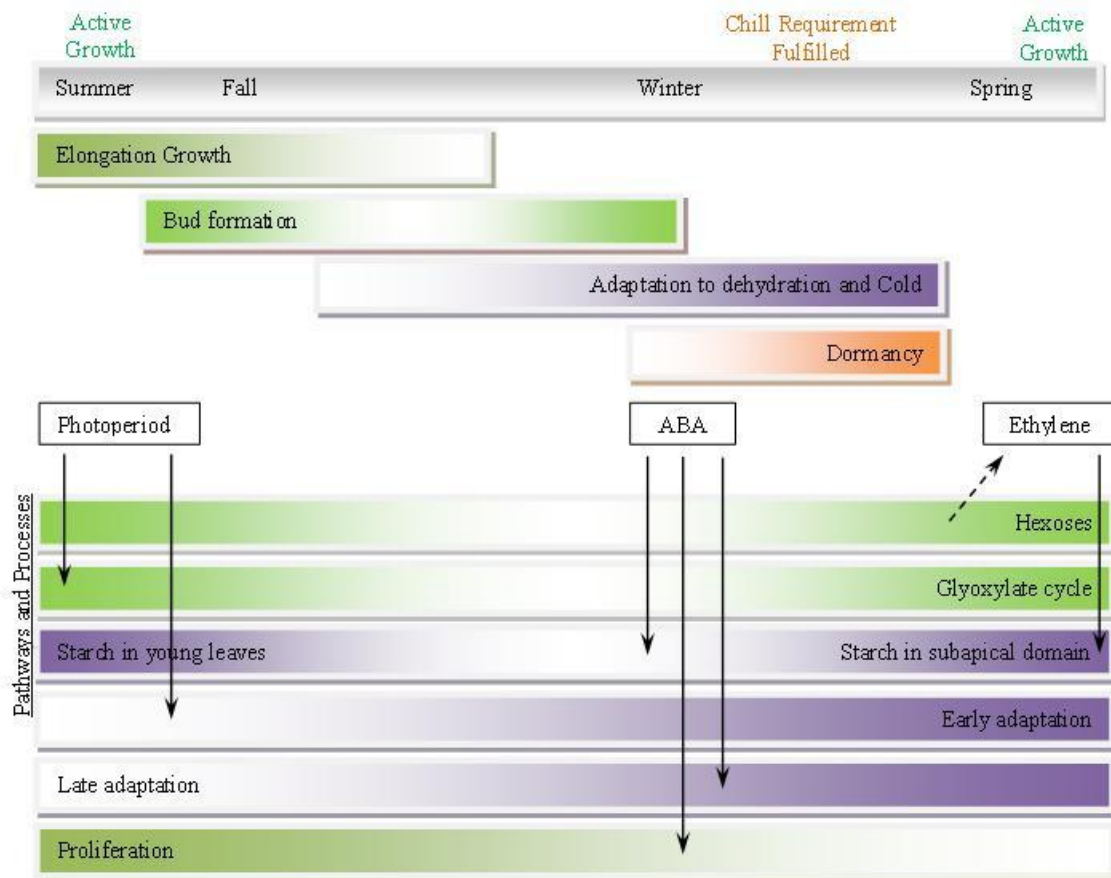 Active
Growth
Chill Requirement
Fulfilled
Active
Growth
Summer Fall Winter Spring
Elongation Growth
Bud formation
Adaptation to dehydration and Cold
Dormancy
Photoperiod ABA Ethylene
Pathways and Processes
Hexoses
Glyoxylate cycle
Starch in young leaves Starch in subapical domain
Early adaptation
Late adaptation
Proliferation